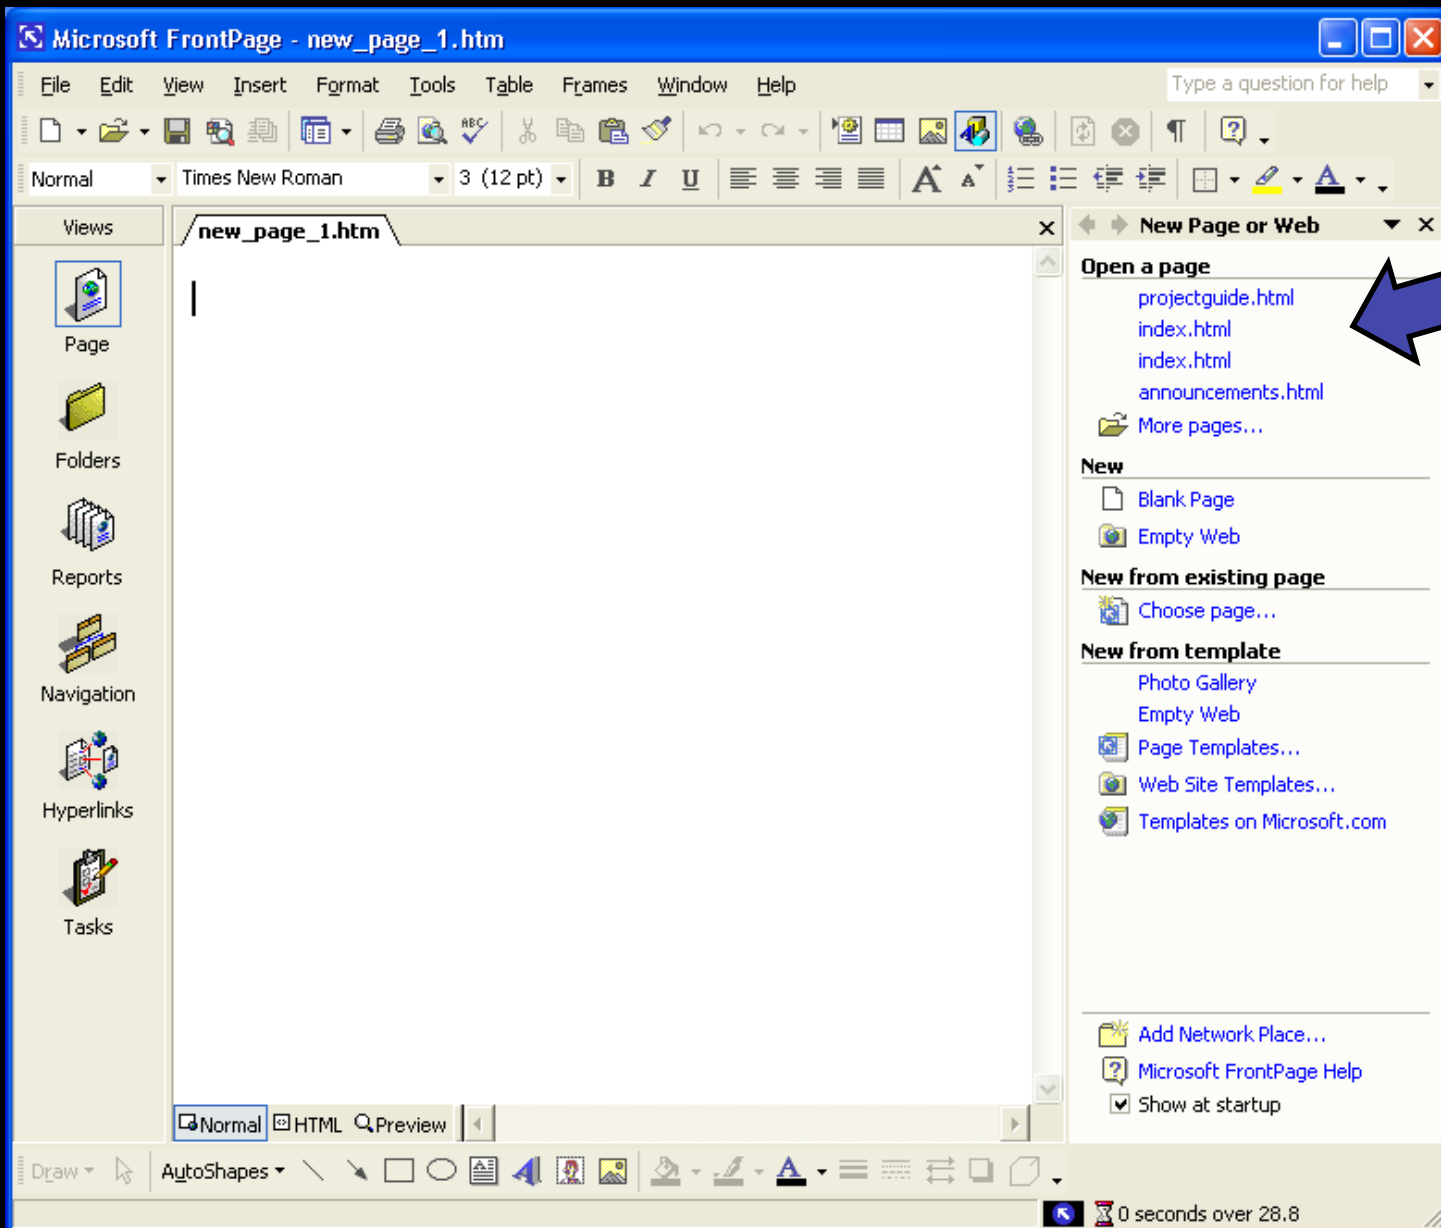 Microsoft FrontPage - new_page_1.htm
File Edit View Insert Format Tools Table Frames Window Help Type a question for help
ABC
Normal Times New Roman 3 (12 pt) B I U A A A
Views
new_page_1.htm
New Page or Web
Open a page
projectguide.html
index.html
index.html
announcements.html
More pages...
New
Blank Page
Empty Web
New from existing page
Choose page...
New from template
Photo Gallery
Empty Web
Page Templates...
Web Site Templates...
Templates on Microsoft.com
Add Network Place...
Microsoft FrontPage Help
Show at startup
Page
Folders
Reports
Navigation
Hyperlinks
Tasks
Normal HTML Preview
Draw AutoShapes A A
0 seconds over 28.8